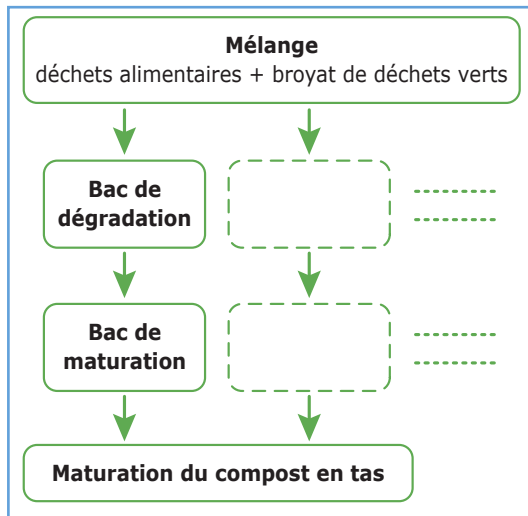 Mélange
déchets alimentaires + broyat de déchets verts
Bac de
dégradation
Bac de
maturation
Maturation du compost en tas